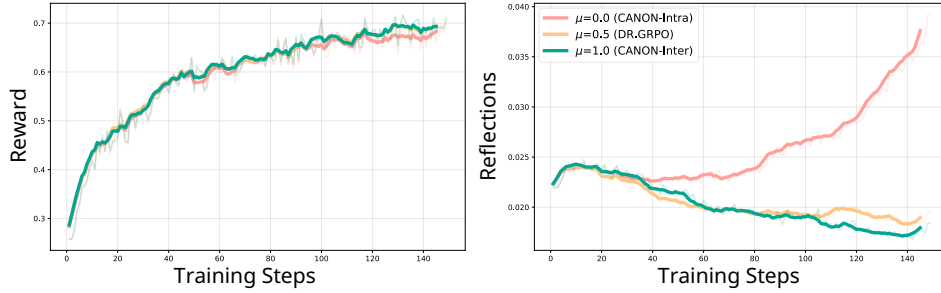 0.7
0.6
0.5
0.4
0.3
0 20 40 60 80 100 120 140
Reward
Training Steps
0.040
0.035
0.030
0.025
0.020
0 20 40 60 80 100 120 140
Reflections
Training Steps
μ=0.0 (CANON-Intra)
μ=0.5 (DR.GRPO)
μ=1.0 (CANON-Inter)